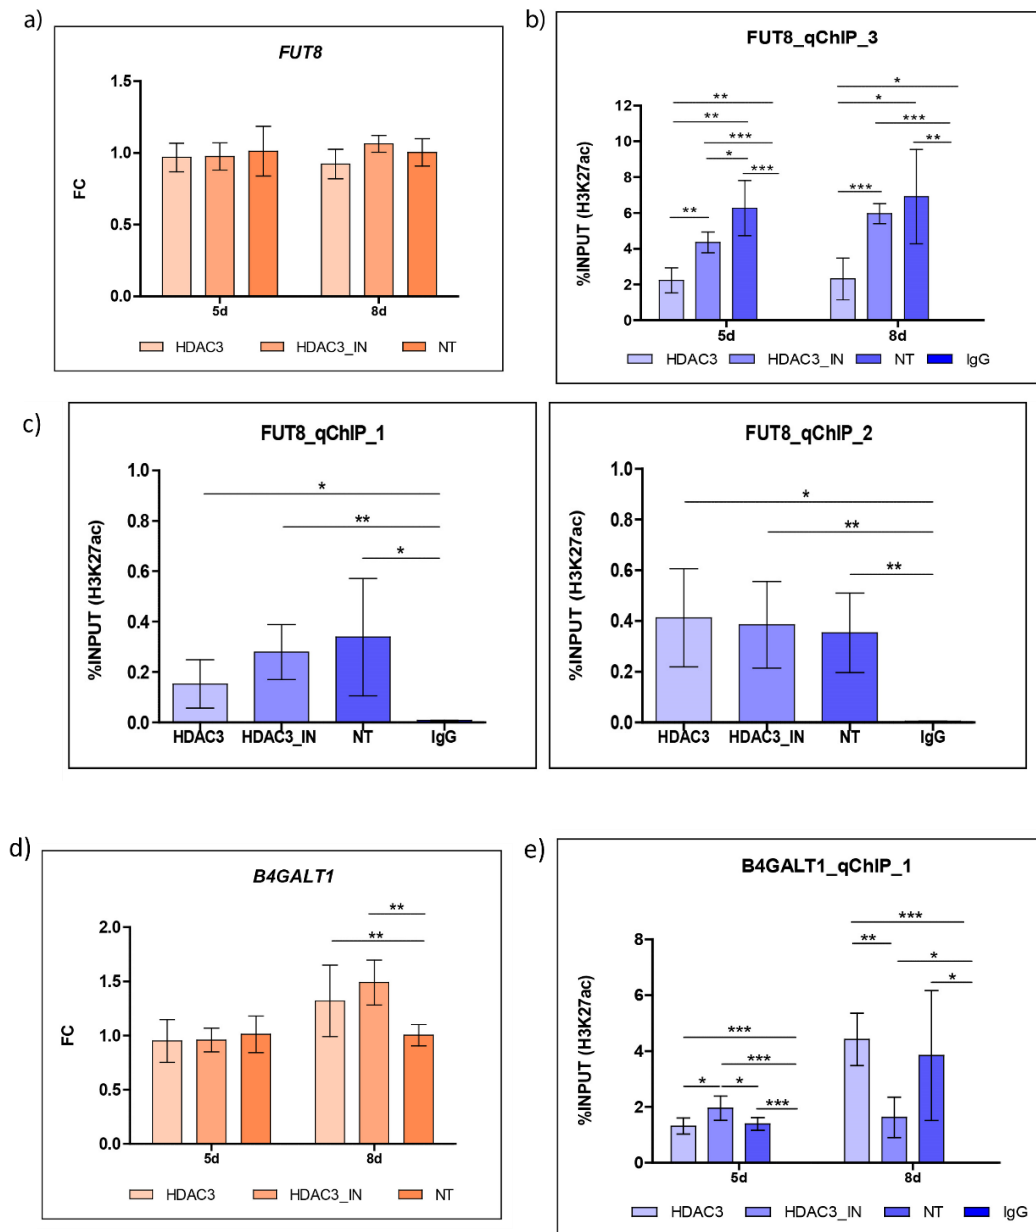 a)
FUT8
1.5
1.0
0.5
0.0
FC
5d
8d
HDAC3 HDAC3_IN NT
b)
FUT8_qChIP_3
** * 
** *
*** ***
* **
***
** ***
12
10
8
6
4
2
0
%INPUT (H3K27ac)
5d
8d
HDAC3 HDAC3_IN NT IgG
c)
FUT8_qChIP_1
*
**
*
1.0
0.8
0.6
0.4
0.2
0.0
%INPUT (H3K27ac)
HDAC3 HDAC3_IN NT IgG
FUT8_qChIP_2
*
**
**
1.0
0.8
0.6
0.4
0.2
0.0
%INPUT (H3K27ac)
HDAC3 HDAC3_IN NT IgG
d)
B4GALT1
**
**
2.0
1.5
1.0
0.5
0.0
FC
5d
8d
HDAC3 HDAC3_IN NT
e)
B4GALT1_qChIP_1
***
** *
*
***
***
* *
***
8
6
4
2
0
%INPUT (H3K27ac)
5d
8d
HDAC3 HDAC3_IN NT IgG